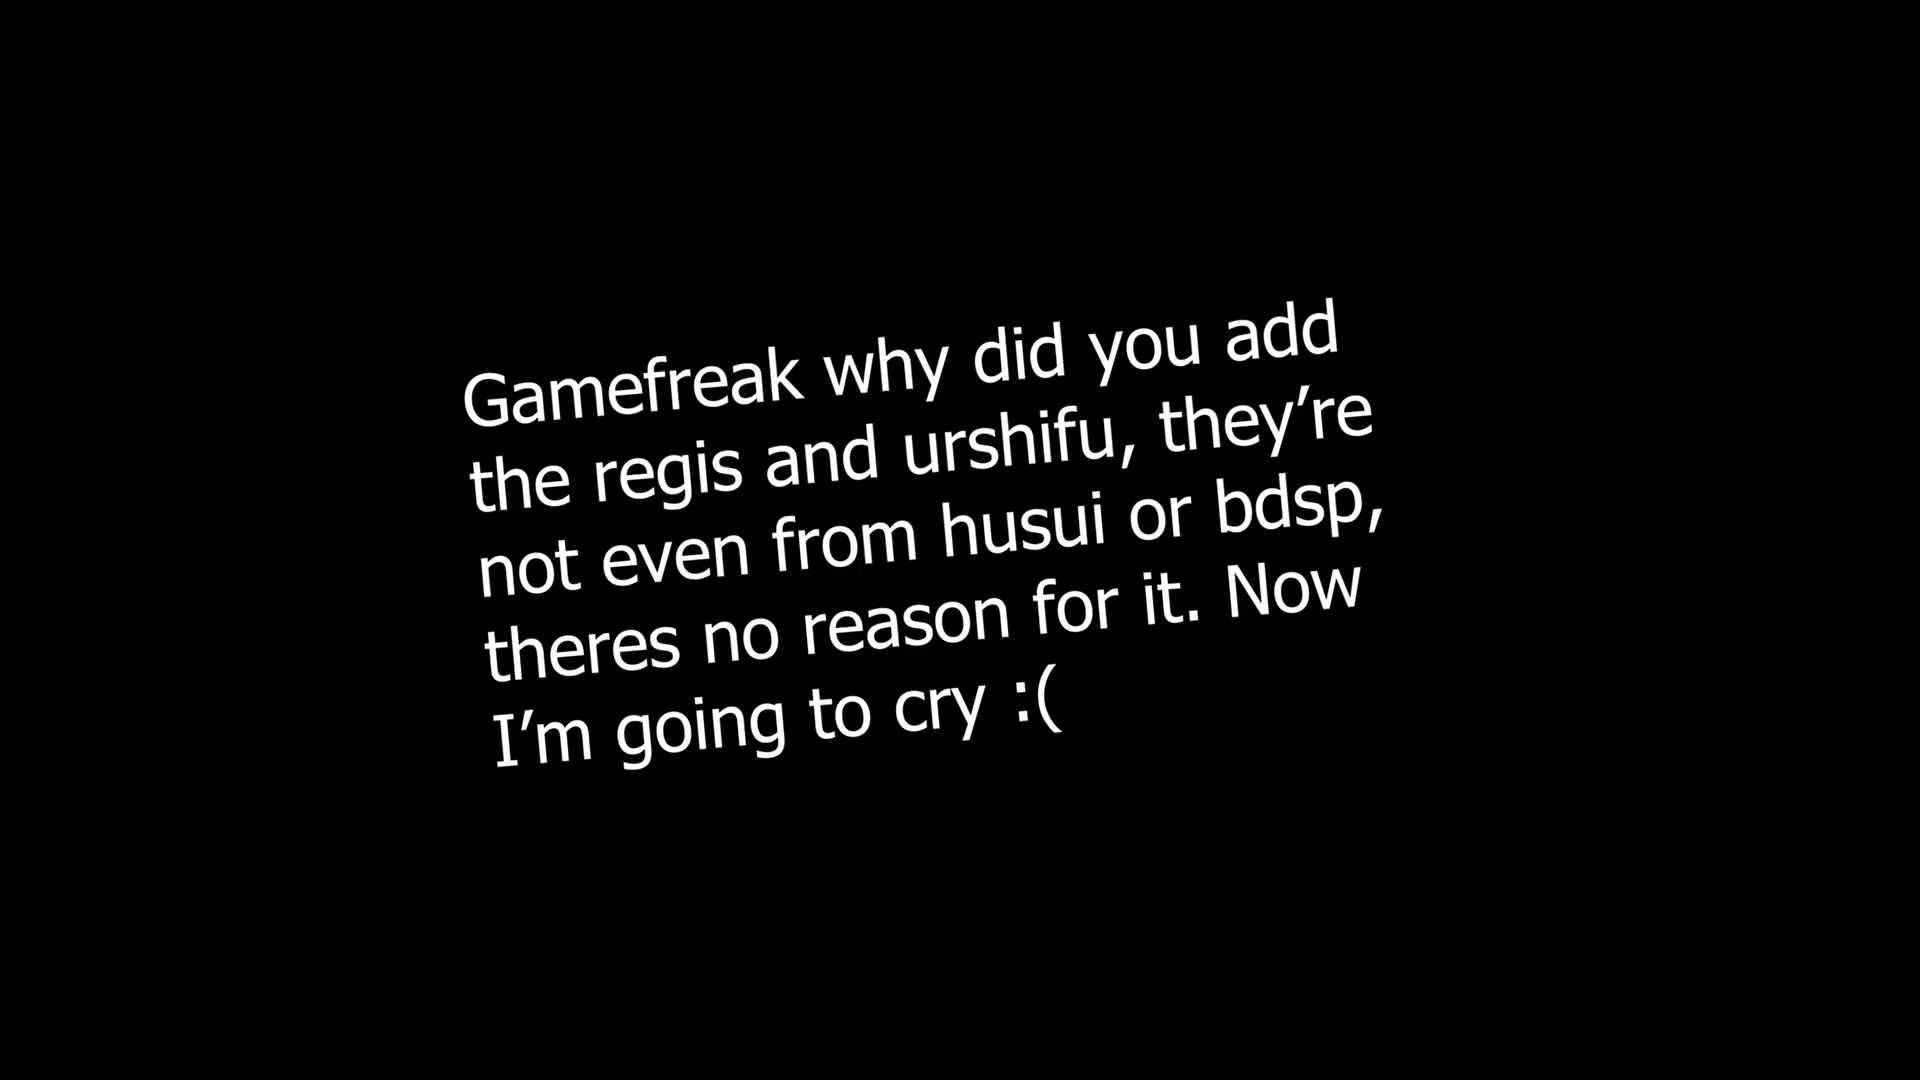 Gamefreak why did you add
the regis and urshifu, they’re
not even from husui or bdsp,
theres no reason for it. Now
I’m going to cry :(